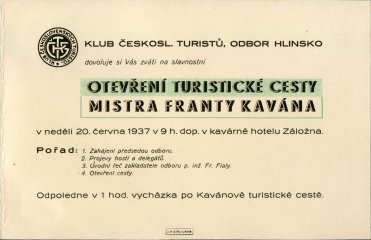 KLUB ČESKOSL. TURISTŮ, ODBOR HLINSKO
dovoluje si Vás zváti na slavnostní
OTEVŘENÍ TURISTICKÉ CESTY
MISTRA FRANTY KAVÁNA
v neděli 20. června 1937 v 9 h. dop. v kavárně hotelu Záložna.
Pořad: 1. Zahájení předsedou odboru.
2. Projevy hostí a delegátů.
3. Úvodní řeč zakladatele odboru p. inž. Fr. Fialy.
4. Otevření cesty.
Odpoledne v 1 hod. vycházka po Kavánově turistické cestě.